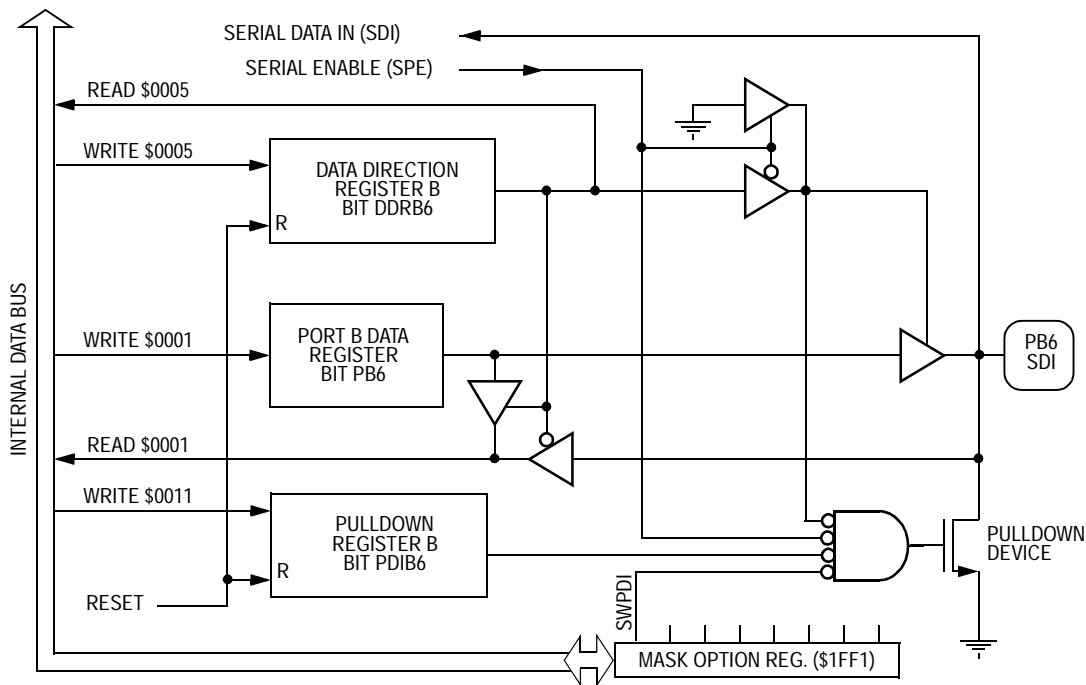 SERIAL DATA IN (SDI)
SERIAL ENABLE (SPE)
READ $0005
WRITE $0005
DATA DIRECTION
REGISTER B
BIT DDRB6
R
INTERNAL DATA BUS
WRITE $0001
PORT B DATA
REGISTER
BIT PB6
PB6
SDI
READ $0001
WRITE $0011
PULLDOWN
REGISTER B
BIT PDIB6
R
PULLDOWN
DEVICE
RESET
SWPDI
MASK OPTION REG. ($1FF1)